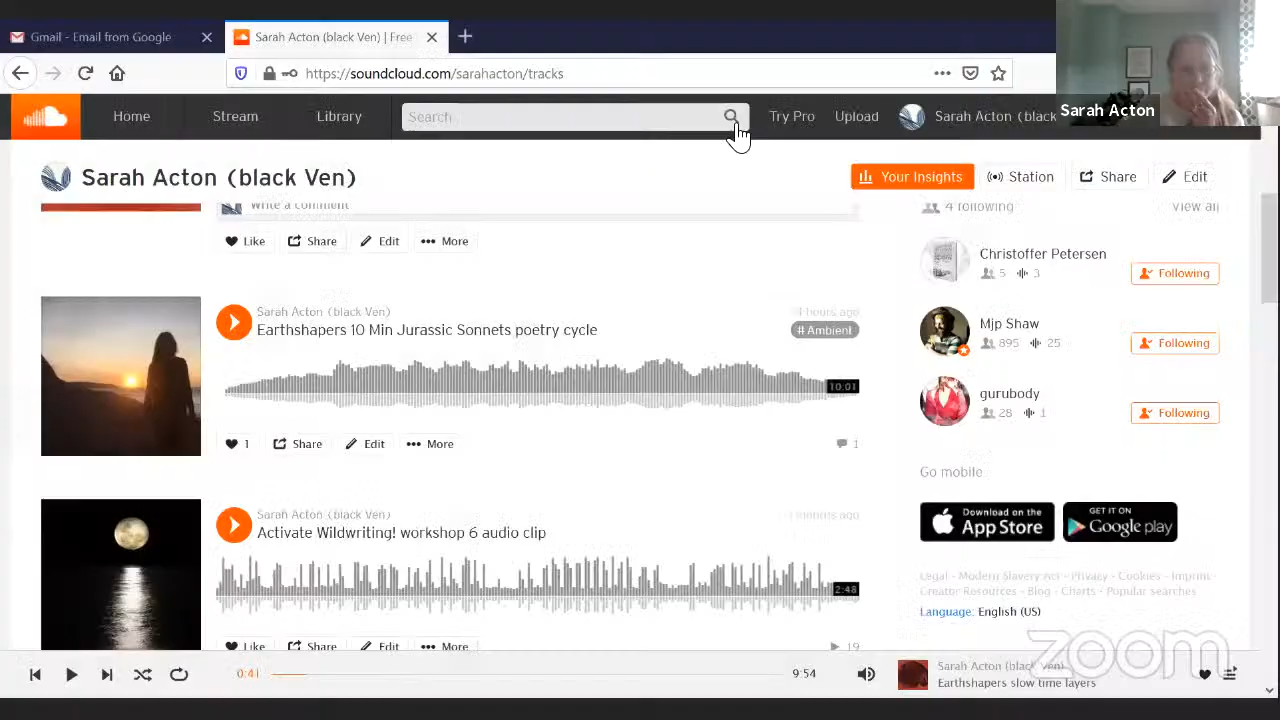 Gmail - Email from Google
Sarah Acton (black Ven) | Free
https://soundcloud.com/sarahacton/tracks
Sarah Acton
Home
Stream
Library
Search
Try Pro
Upload
Sarah Acton (black
Sarah Acton (black Ven)
Your Insights
Station
Share
Edit
Write a comment
4 following
View all
Like
Share
Edit
More
Christoffer Petersen
5
3
Following
Sarah Acton (black Ven)
hours ago
Earthshapers 10 Min Jurassic Sonnets poetry cycle
# Ambient
10:01
Mjp Shaw
895
25
Following
gurubody
28
1
Following
1
Share
Edit
More
1
Go mobile
Download on the
App Store
GET IT ON
Google play
Sarah Acton (black Ven)
months ago
Activate Wildwriting! workshop 6 audio clip
2:48
Legal - Modern Slavery Act - Privacy - Cookies - Imprint -
Creator Resources - Blog - Charts - Popular searches
Language: English (US)
Like
Share
Edit
More
19
zoom
0:41
9:54
Sarah Acton (black Ven)
Earthshapers slow time layers